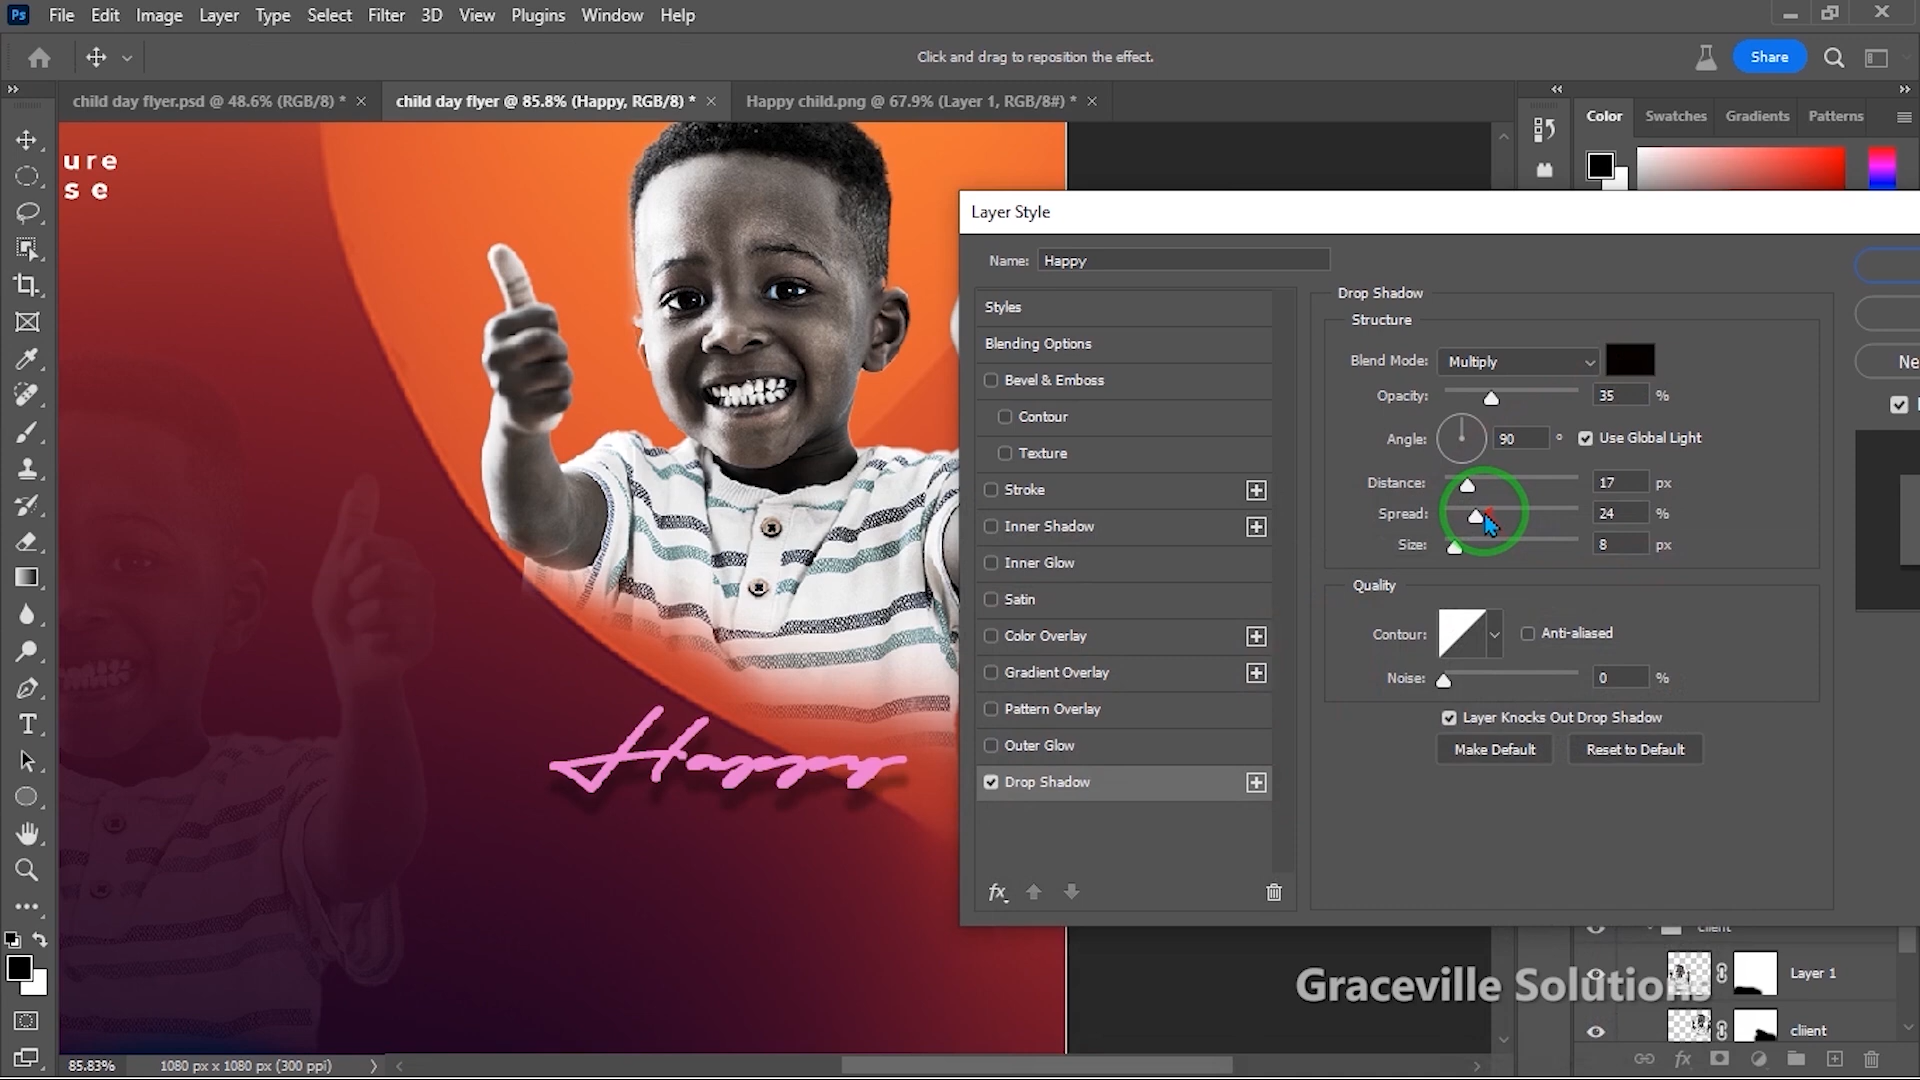 Ps File Edit Image Layer Type Select Filter 3D View Plugins Window Help
Click and drag to reposition the effect.
Share
child day flyer.psd @ 48.6% (RGB/8) * ×
child day flyer @ 85.8% (Happy, RGB/8) * ×
Happy child.png @ 67.9% (Layer 1, RGB/8#) * ×
Color Swatches Gradients Patterns
ure
s e
Layer Style
Name: Happy
Styles
Blending Options
Bevel & Emboss
Contour
Texture
Stroke
Inner Shadow
Inner Glow
Satin
Color Overlay
Gradient Overlay
Pattern Overlay
Outer Glow
Drop Shadow
fx
Drop Shadow
Structure
Blend Mode: Multiply
Opacity: 35 %
Angle: 90 ° Use Global Light
Distance: 17 px
Spread: 24 %
Size: 8 px
Quality
Contour: Anti-aliased
Noise: 0 %
Layer Knocks Out Drop Shadow
Make Default Reset to Default
Ne
Happy
Layer 1
cliient
fx
Graceville Solutions
85.83% 1080 px x 1080 px (300 ppi)